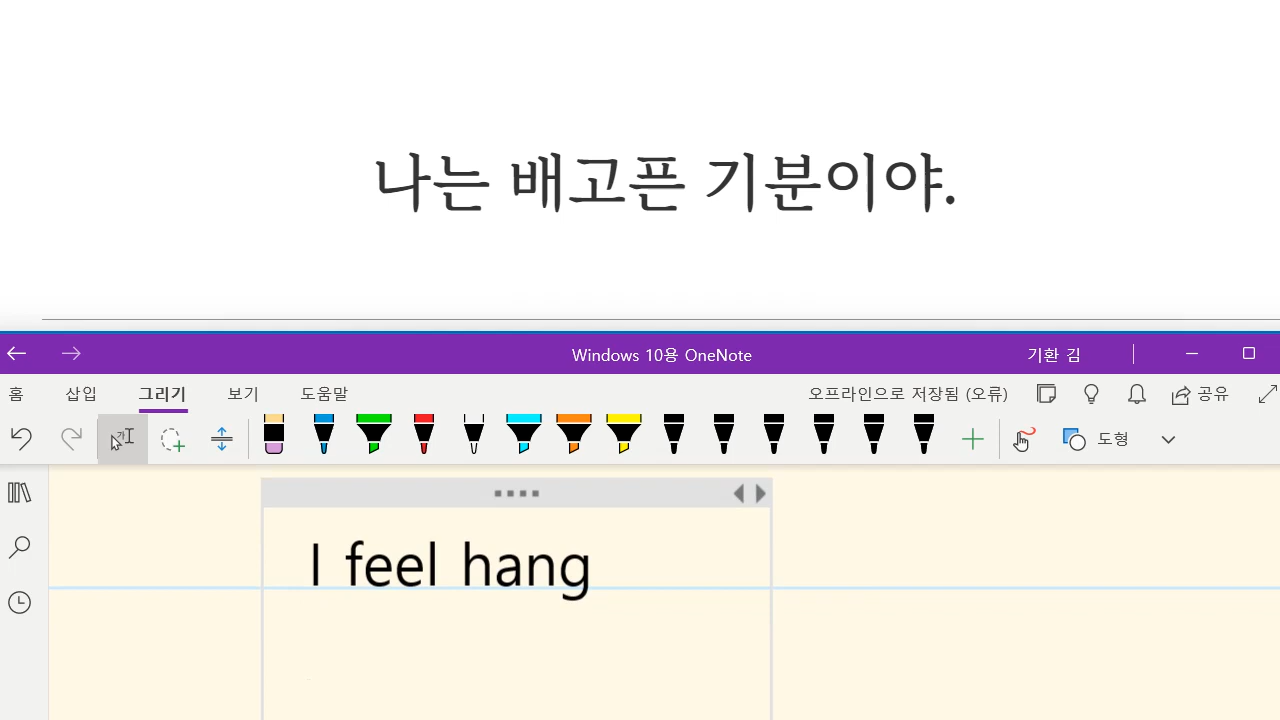 나는 배고픈 기분이야.
Windows 10용 OneNote
기환 김
홈 삽입 그리기 보기 도움말 오프라인으로 저장됨 (오류) 공유
가 도형
I feel hang